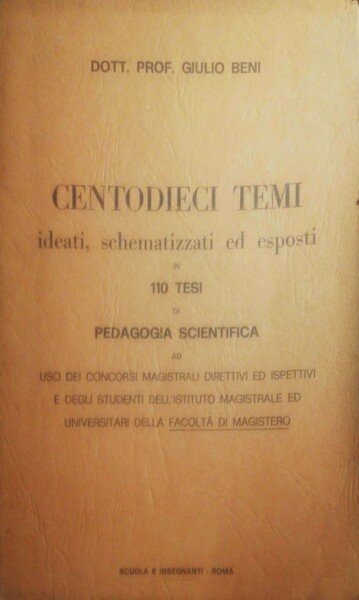 DOTT. PROF. GIULIO BENI
CENTODIECI TEMI
ideati, schematizzati ed esposti
IN
110 TESI
DI
PEDAGOGIA SCIENTIFICA
AD
USO DEI CONCORSI MAGISTRALI DIRETTIVI ED ISPETTIVI
E DEGLI STUDENTI DELL'ISTITUTO MAGISTRALE ED
UNIVERSITARI DELLA FACOLTÀ DI MAGISTERO
SCUOLA E INSEGNANTI - ROMA